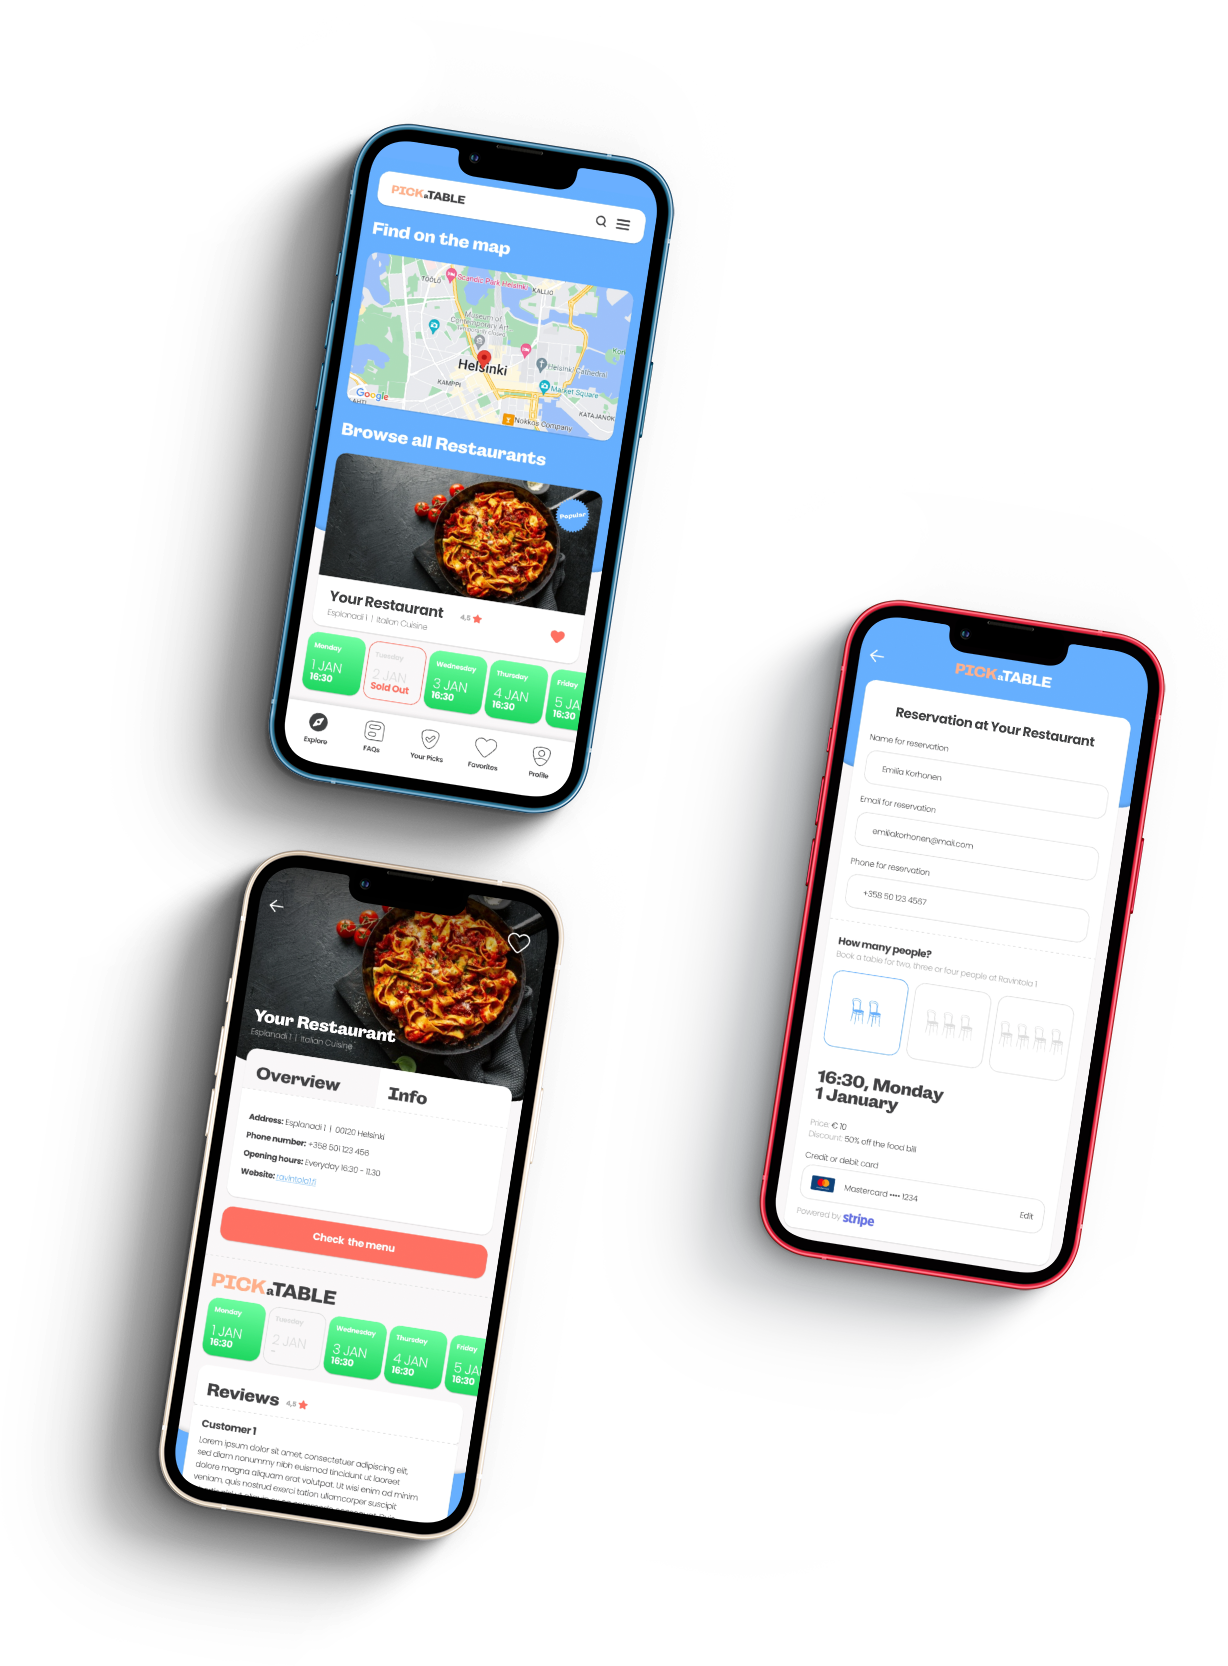 PICKaTABLE
Find on the map
TÖÖLÖ
Scandic Park Helsinki
KALLIO
Museum of
Contemporary Art
Helsinki
Helsinki Cathedral
KAMPPI
Market Square
Google
KATAJANOK
Nokkos Company
Browse all Restaurants
Popular
Your Restaurant
4,5
Esplanadi 1 | Italian Cuisine
Monday
1 JAN
16:30
Tuesday
2 JAN
Sold Out
Wednesday
3 JAN
16:30
Thursday
4 JAN
16:30
Friday
5 JA
16:30
Explore
FAQs
Your Picks
Favorites
Profile
PICKaTABLE
Reservation at Your Restaurant
Name for reservation
Emilia Korhonen
Email for reservation
emiliakorhonen@mail.com
Phone for reservation
+358 50 123 4567
How many people?
Book a table for two, three or four people at Ravintola 1
16:30, Monday
1 January
Price: € 10
Discount: 50% off the food bill
Credit or debit card
Mastercard •••• 1234
Edit
Powered by stripe
Your Restaurant
Esplanadi 1 | Italian Cuisine
Overview
Info
Address: Esplanadi 1 | 00120 Helsinki
Phone number: +358 501 123 456
Opening hours: Everyday 16:30 - 11.30
Website: ravintola1.fi
Check the menu
PICKaTABLE
Monday
1 JAN
16:30
Tuesday
2 JAN
-
Wednesday
3 JAN
16:30
Thursday
4 JAN
16:30
Friday
5 JA
16:30
Reviews
4,5
Customer 1
Lorem ipsum dolor sit amet, consectetuer adipiscing elit,
sed diam nonummy nibh euismod tincidunt ut laoreet
dolore magna aliquam erat volutpat. Ut wisi enim ad minim
veniam, quis nostrud exerci tation ullamcorper suscipit